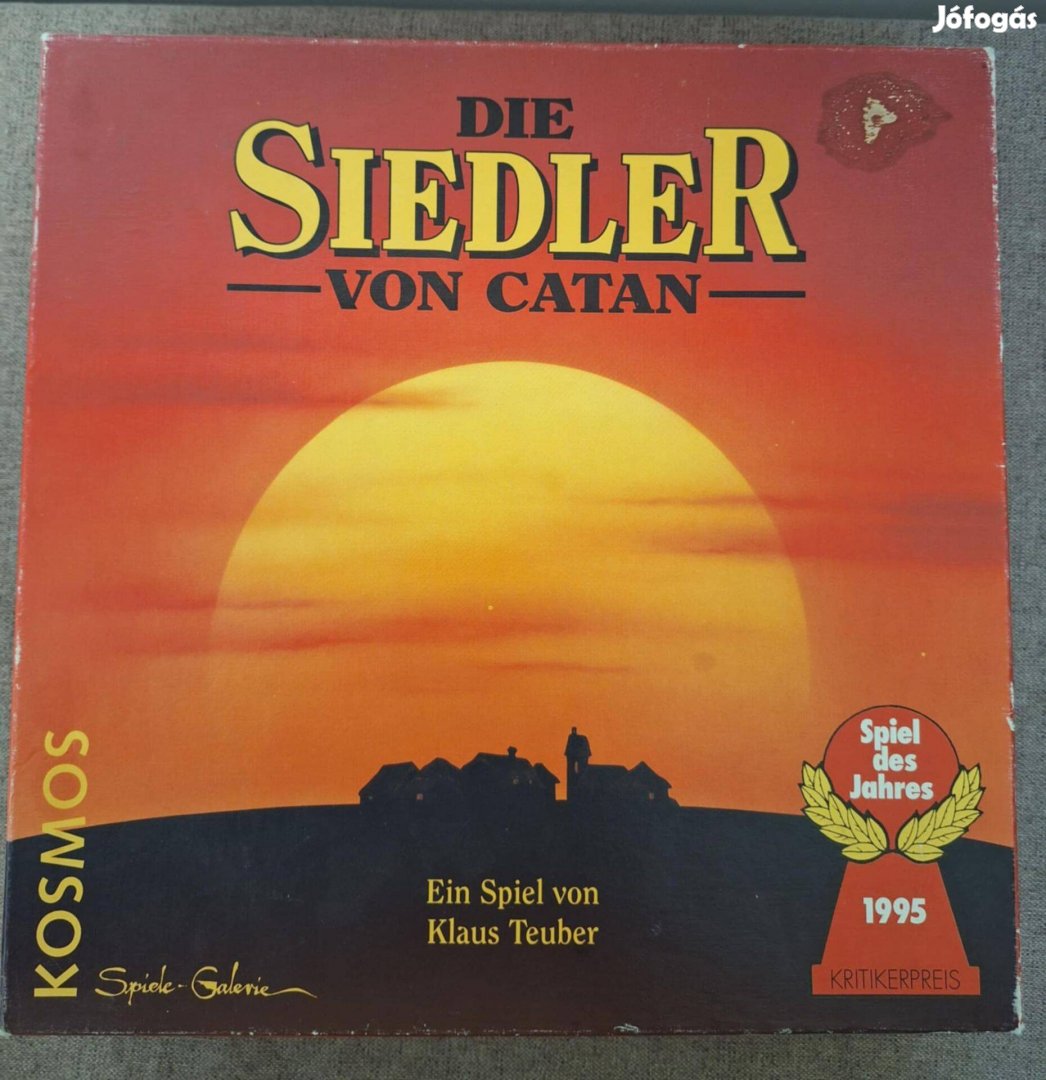 Jófogás
DIE
SIEDLER
VON CATAN
Spiel
des
Jahres
1995
KRITIKERPREIS
Ein Spiel von
Klaus Teuber
KOSMOS
Spiele-Galerie